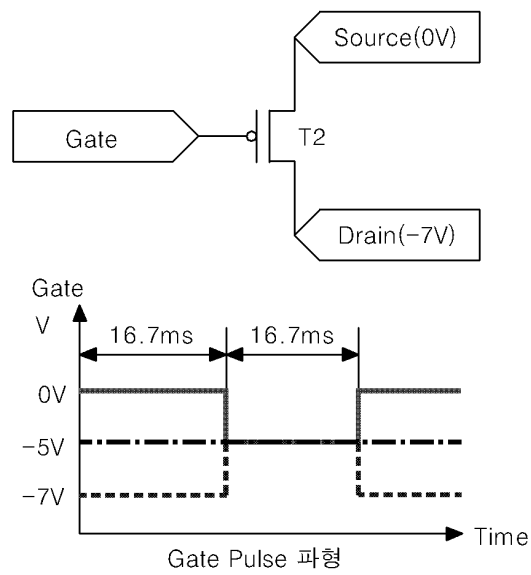 Source(0V)
Gate
T2
Drain(-7V)
Gate
V
16.7ms 16.7ms
0V
-5V
-7V
Time
Gate Pulse 파형